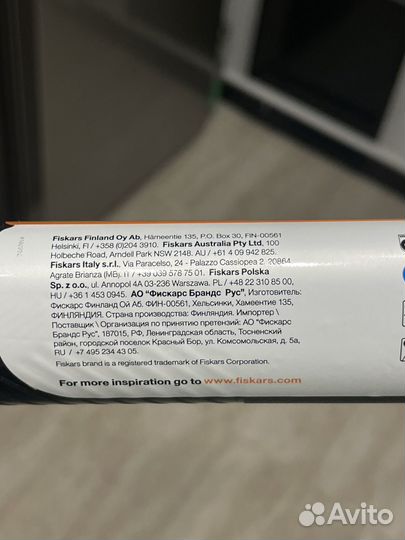 Fiskars Finland Oy Ab, Hämeentie 135, P.O. Box 30, FIN-00561
Helsinki, FI / +358(0)204 3910. Fiskars Australia Pty Ltd, 100
Holbeche Road, Arndell Park NSW 2148. AU / +61 4 09 942 825.
Fiskars Italy s.r.l. Via Paracelso, 24 - Palazzo Cassiopea 2. 20864
Agrate Brianza (MB). IT / +39 039 578 75 01. Fiskars Polska
Sp. z o.o., ul. Annopol 4A 03-236 Warszawa. PL / +48 22 310 85 00,
HU / +36 1 453 0945. АО “Фискарс Брандс Рус”, Изготовитель:
Фискарс Финланд Ой Аб. ФИН-00561, Хельсинки, Хамеентие 135,
ФИНЛЯНДИЯ. Страна производства: Финляндия. Импортер \
Поставщик \ Организация по принятию претензий: АО “Фискарс
Брандс Рус”, 187015, РФ, Ленинградская область, Тосненский
район, городской поселок Красный Бор, ул. Комсомольская, д. 5а,
RU / +7 495 234 43 05.
Fiskars brand is a registered trademark of Fiskars Corporation.
For more inspiration go to www.fiskars.com
Avito